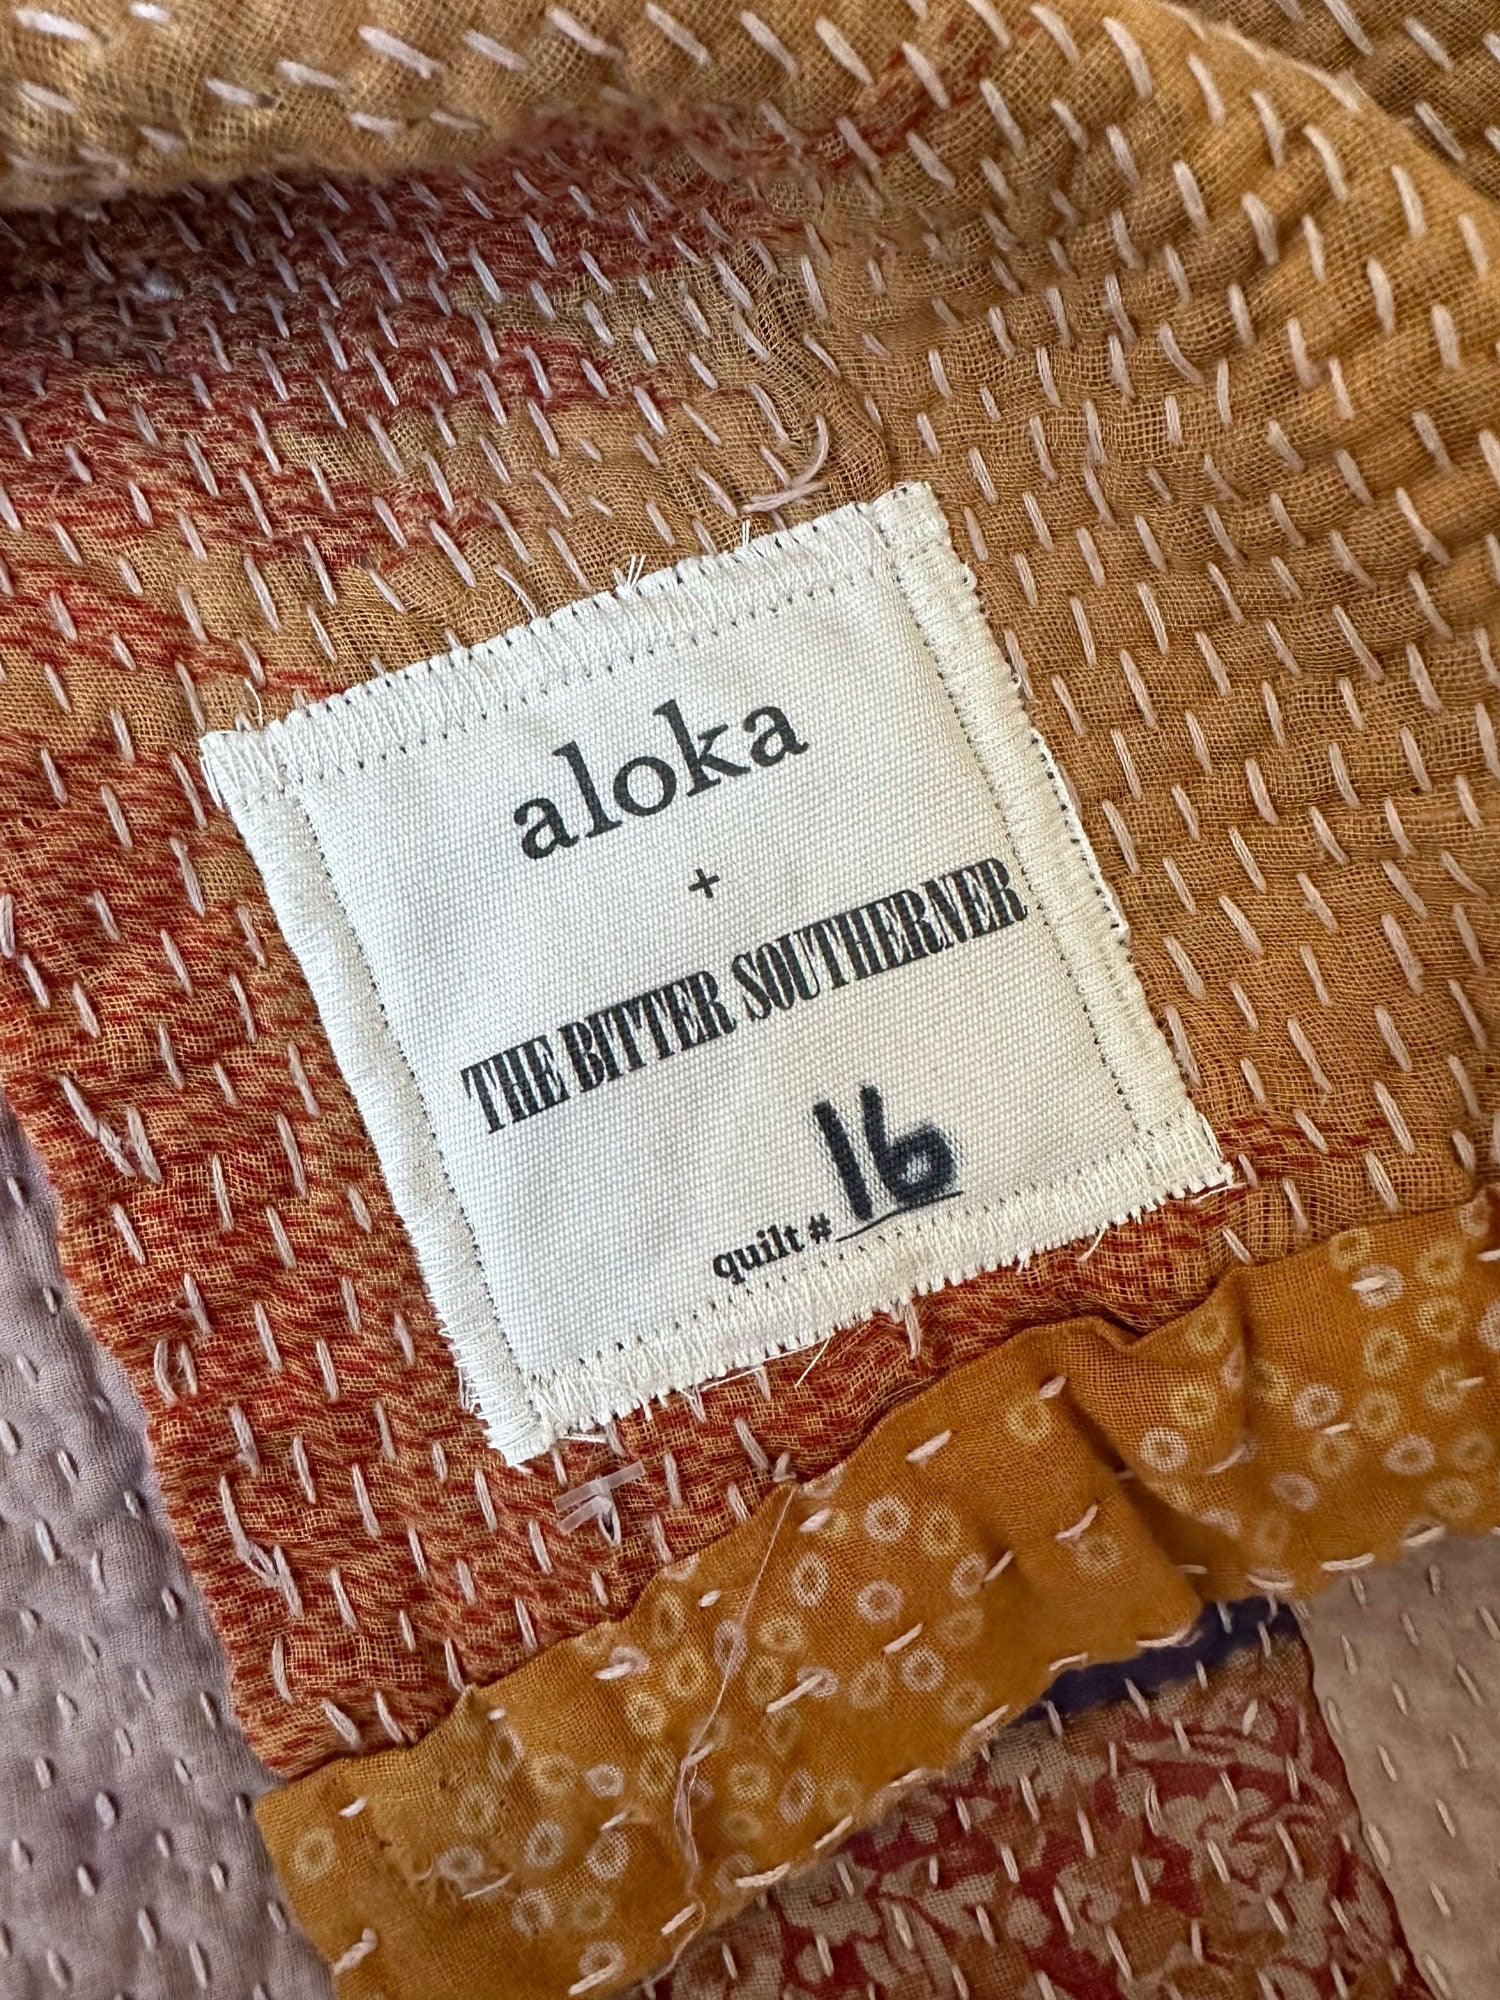 aloka
+
THE BITTER SOUTHERNER
quilt # 16